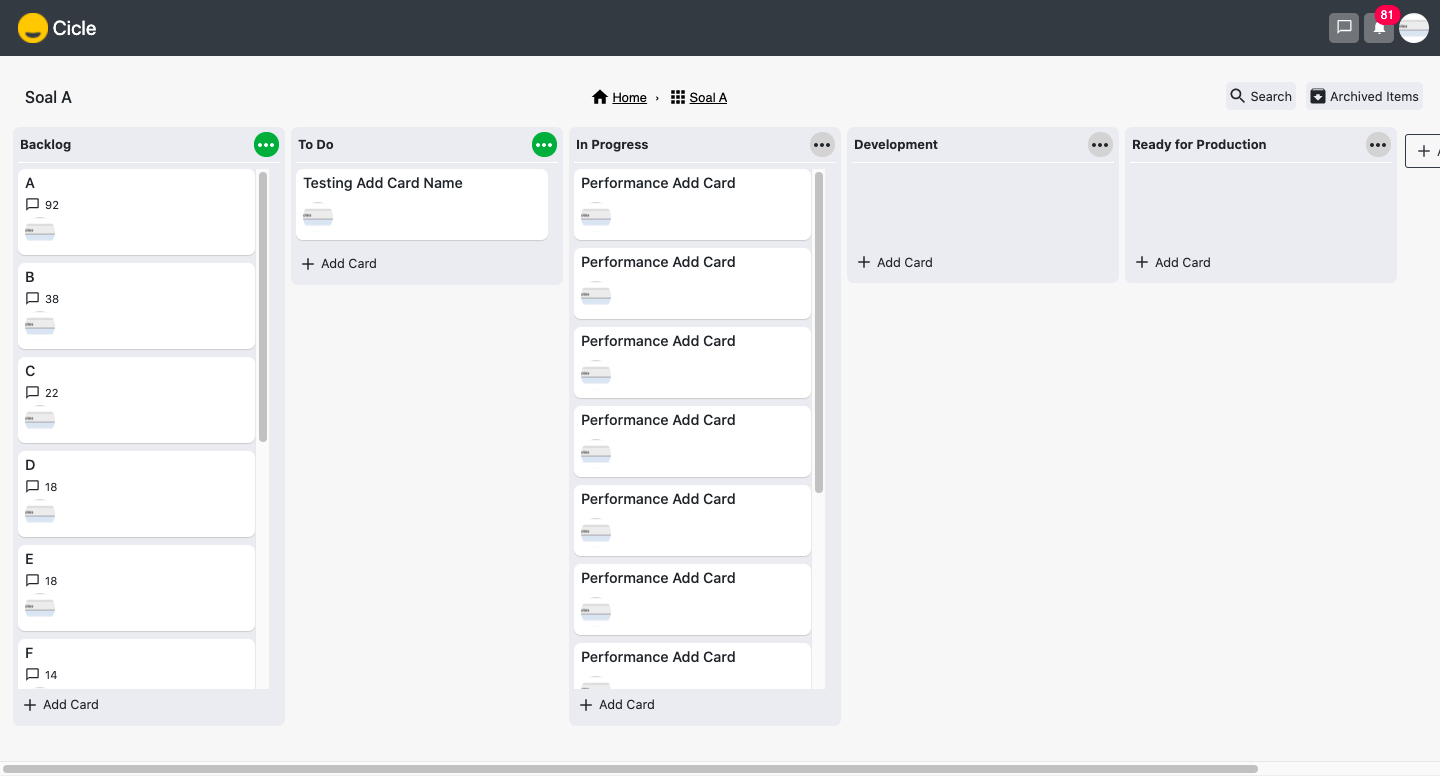 Cicle
81
Soal A
Home › Soal A
Search
Archived Items
Backlog
A
92
B
38
C
22
D
18
E
18
F
14
Add Card
To Do
Testing Add Card Name
Add Card
In Progress
Performance Add Card
Performance Add Card
Performance Add Card
Performance Add Card
Performance Add Card
Performance Add Card
Performance Add Card
Add Card
Development
Add Card
Ready for Production
Add Card